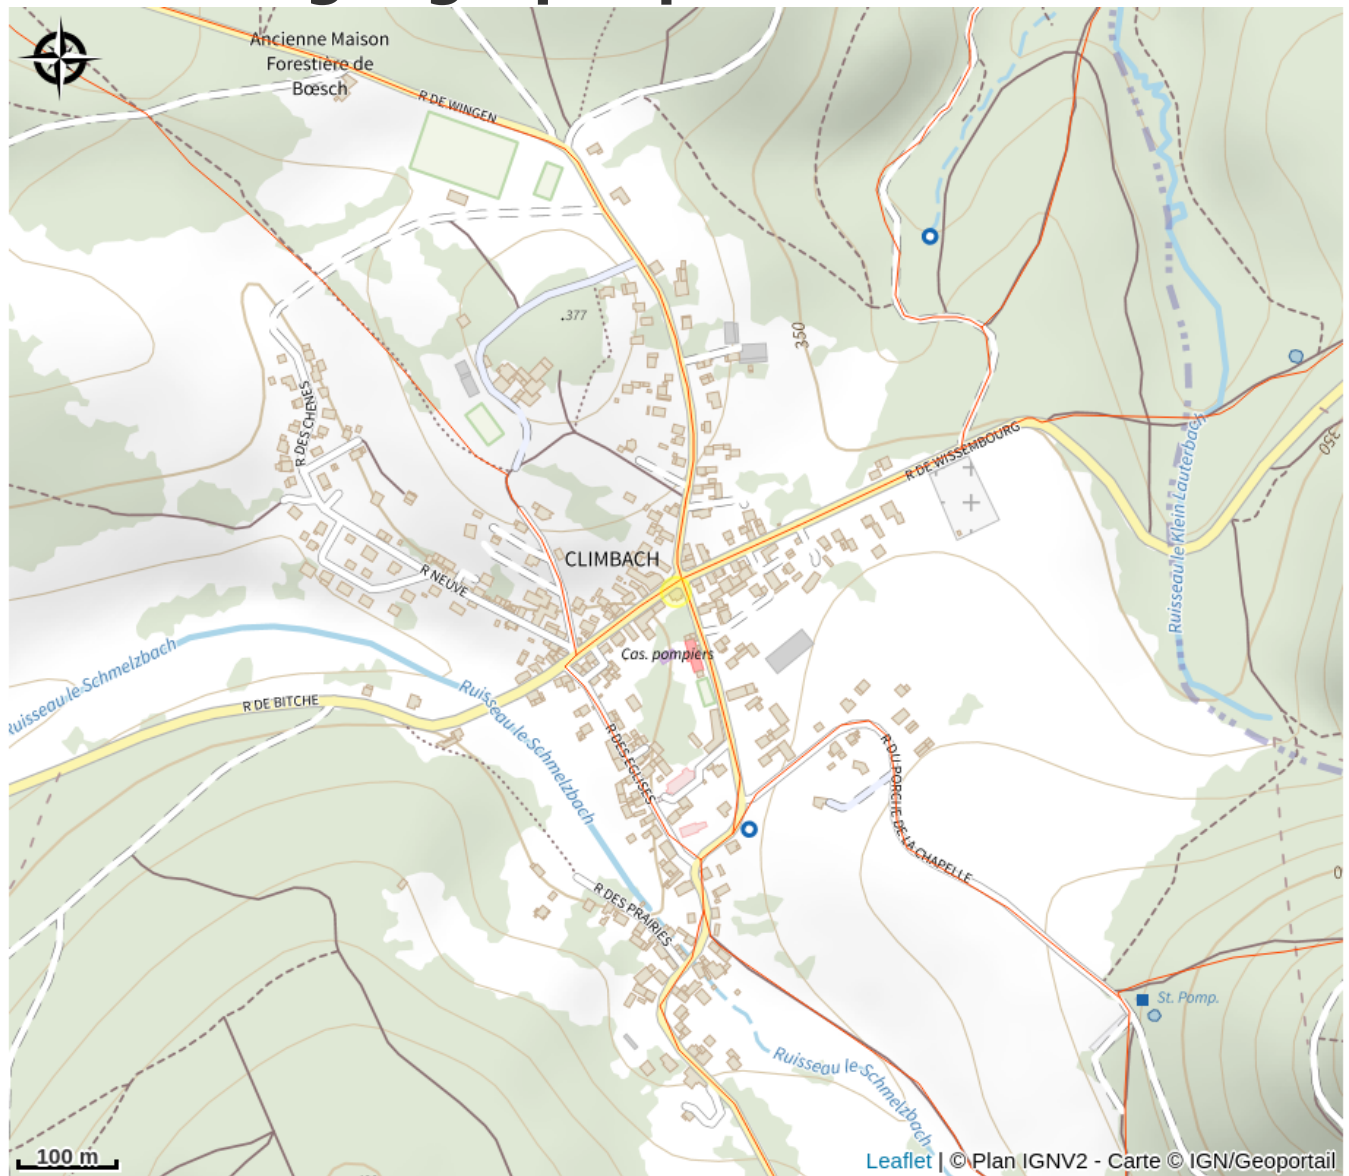 Ancienne Maison
Forestière de
Bœsch
R DE WINGEN
.377
350
R DES CHENES
R DE WISSEMBOURG
350
CLIMBACH
R NEUVE
Ruisseau le Klein Lauterbach
Cas. pompiers
Ruisseau le Schmelzbach
R DE BITCHE
Ruisseau le Schmelzbach
R DES EGLISES
R DU PORCHE DE LA CHAPELLE
R DES PRAIRIES
St. Pomp.
Ruisseau le Schmelzbach
100 m
Leaflet | © Plan IGNV2 - Carte © IGN/Geoportail